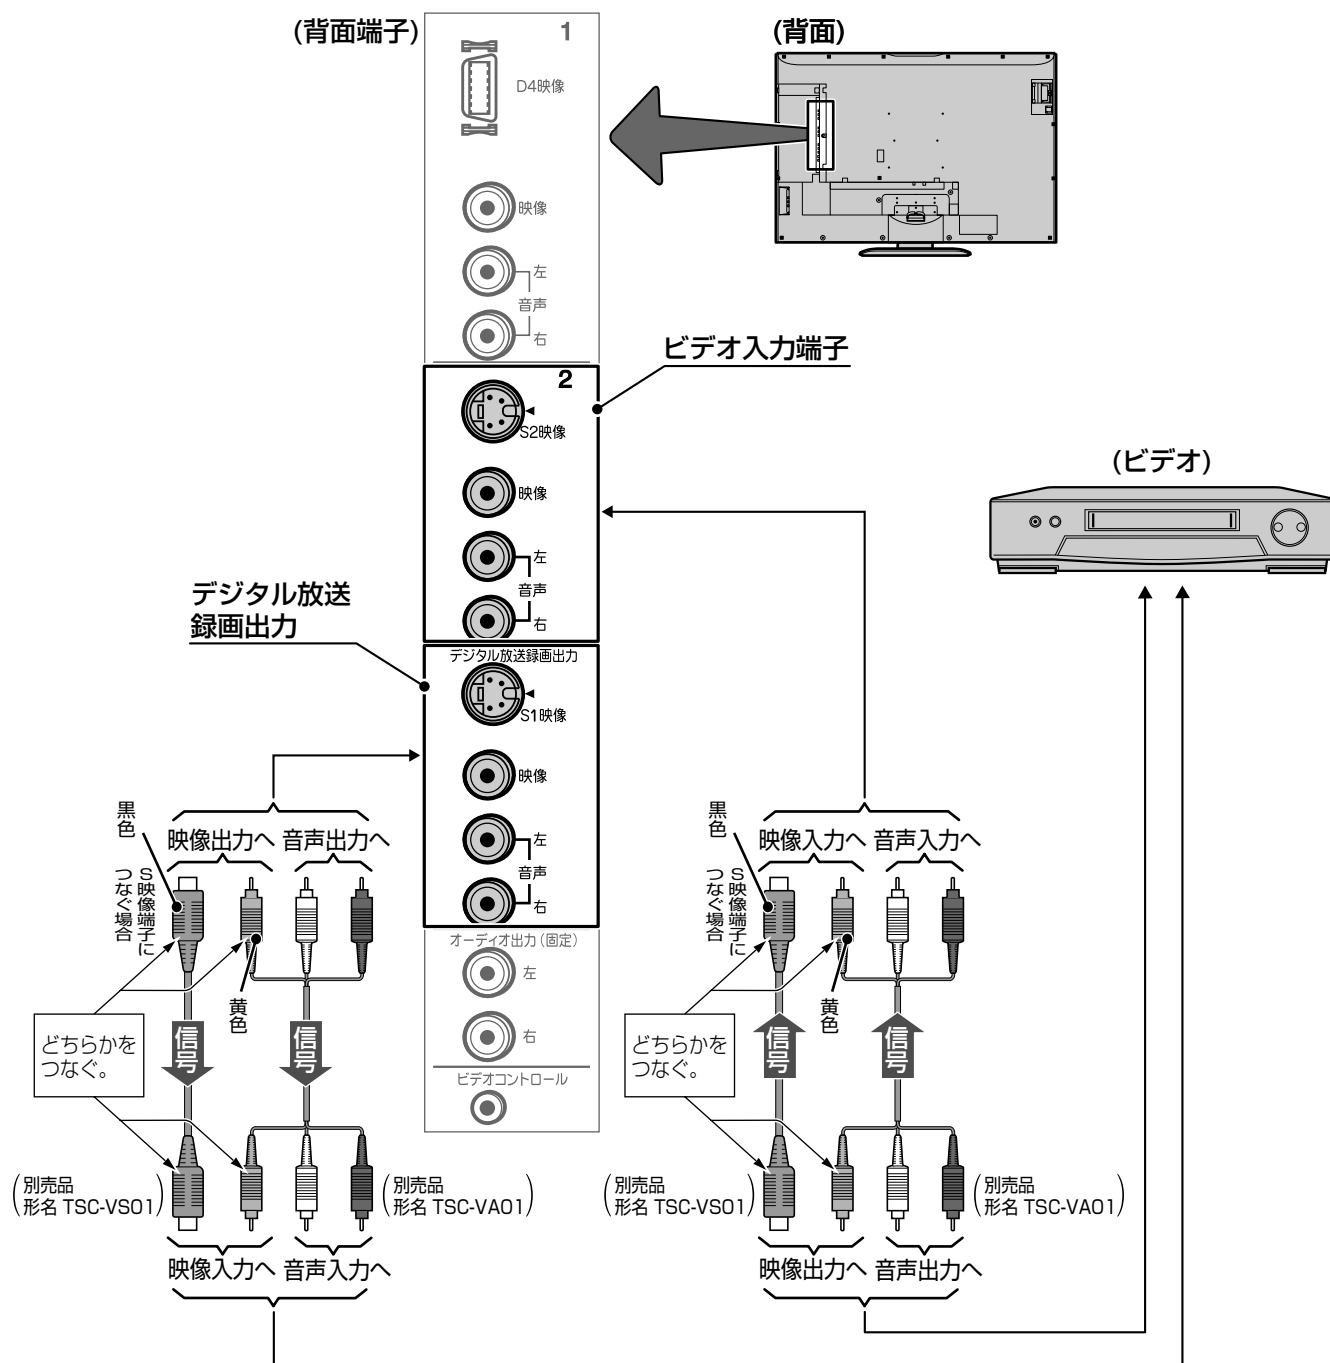 (背面端子)
1
D4映像
映像
左
音声
右
(背面)
ビデオ入力端子
2
S2映像
映像
左
音声
右
(ビデオ)
デジタル放送
録画出力
デジタル放送録画出力
S1映像
映像
左
音声
右
オーディオ出力(固定)
左
右
ビデオコントロール
黒色
映像出力へ 音声出力へ
S映像端子に
つなぐ場合
黄色
どちらかを
つなぐ。
信号
信号
(別売品
形名 TSC-VS01)
(別売品
形名 TSC-VA01)
映像入力へ 音声入力へ
黒色
映像入力へ 音声入力へ
S映像端子に
つなぐ場合
黄色
どちらかを
つなぐ。
信号
信号
(別売品
形名 TSC-VS01)
(別売品
形名 TSC-VA01)
映像出力へ 音声出力へ